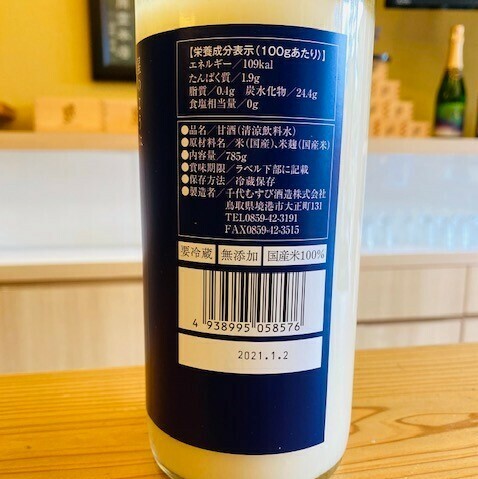 【栄養成分表示(100gあたり)】
エネルギー／109kal
たんぱく質／1.9g
脂質／0.4g 炭水化物／24.4g
食塩相当量／0g
●品名／甘酒(清涼飲料水)
●原材料名／米(国産)、米麹(国産米)
●内容量／785g
●賞味期限／ラベル下部に記載
●保存方法／冷蔵保存
●製造者／千代むすび酒造株式会社
鳥取県境港市大正町131
TEL0859-42-3191
FAX0859-42-3515
要冷蔵 無添加 国産米100%
4 938995 058576
2021.1.2